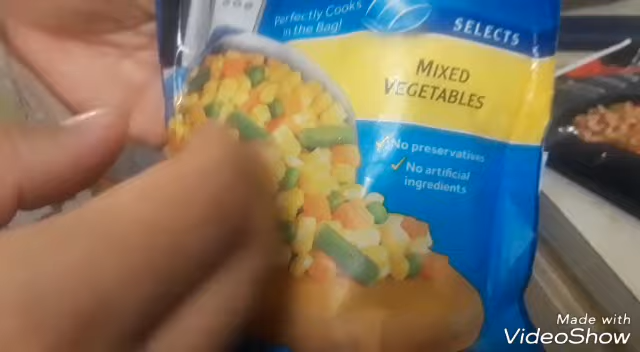 Perfectly Cooks
in the Bag!
SELECTS
MIXED
VEGETABLES
No preservatives
No artificial
ingredients
Made with
VideoShow